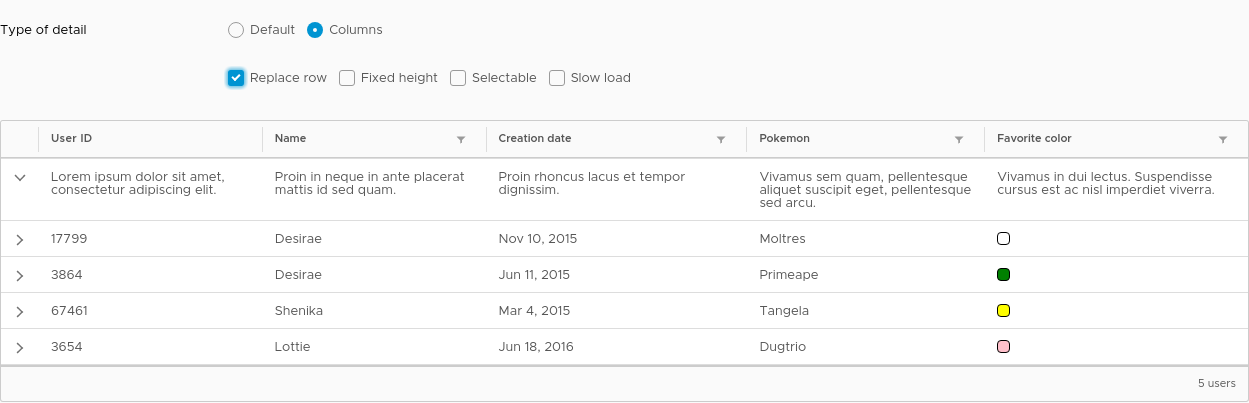 Type of detail Default Columns
Replace row Fixed height Selectable Slow load
User ID Name Creation date Pokemon Favorite color
Lorem ipsum dolor sit amet, consectetur adipiscing elit. Proin in neque in ante placerat mattis id sed quam. Proin rhoncus lacus et tempor dignissim. Vivamus sem quam, pellentesque aliquet suscipit eget, pellentesque sed arcu. Vivamus in dui lectus. Suspendisse cursus est ac nisl imperdiet viverra.
17799 Desirae Nov 10, 2015 Moltres
3864 Desirae Jun 11, 2015 Primeape
67461 Shenika Mar 4, 2015 Tangela
3654 Lottie Jun 18, 2016 Dugtrio
5 users